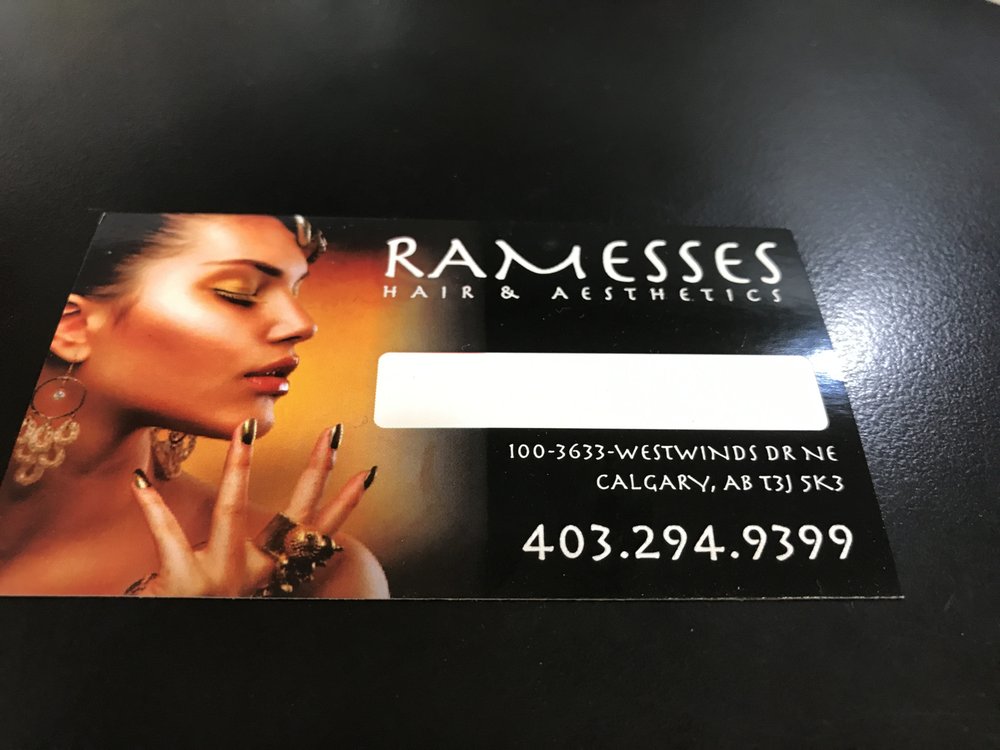 RAMESSES
HAIR & AESTHETICS
100-3633-WESTWINDS DR NE
CALGARY, AB T3J 5K3
403.294.9399